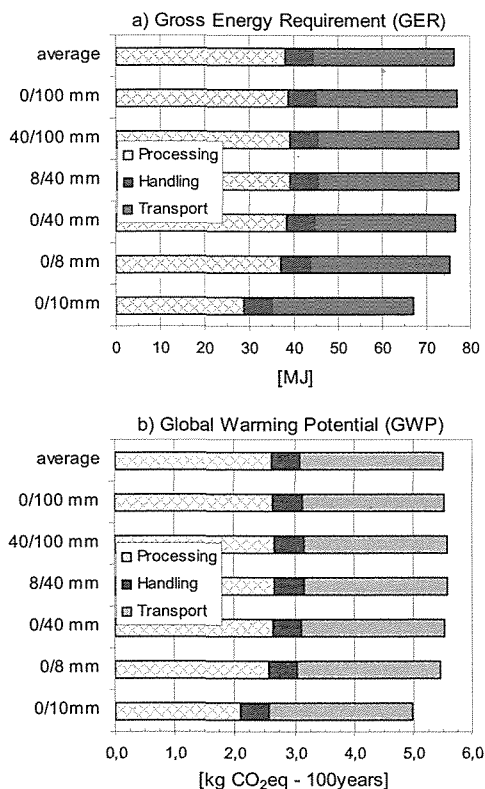 a) Gross Energy Requirement (GER)
average
0/100 mm
40/100 mm
8/40 mm
0/40 mm
0/8 mm
0/10mm
Processing
Handling
Transport
0 10 20 30 40 50 60 70 80
[MJ]
b) Global Warming Potential (GWP)
average
0/100 mm
40/100 mm
8/40 mm
0/40 mm
0/8 mm
0/10mm
Processing
Handling
Transport
0,0 1,0 2,0 3,0 4,0 5,0 6,0
[kg CO₂eq - 100years]